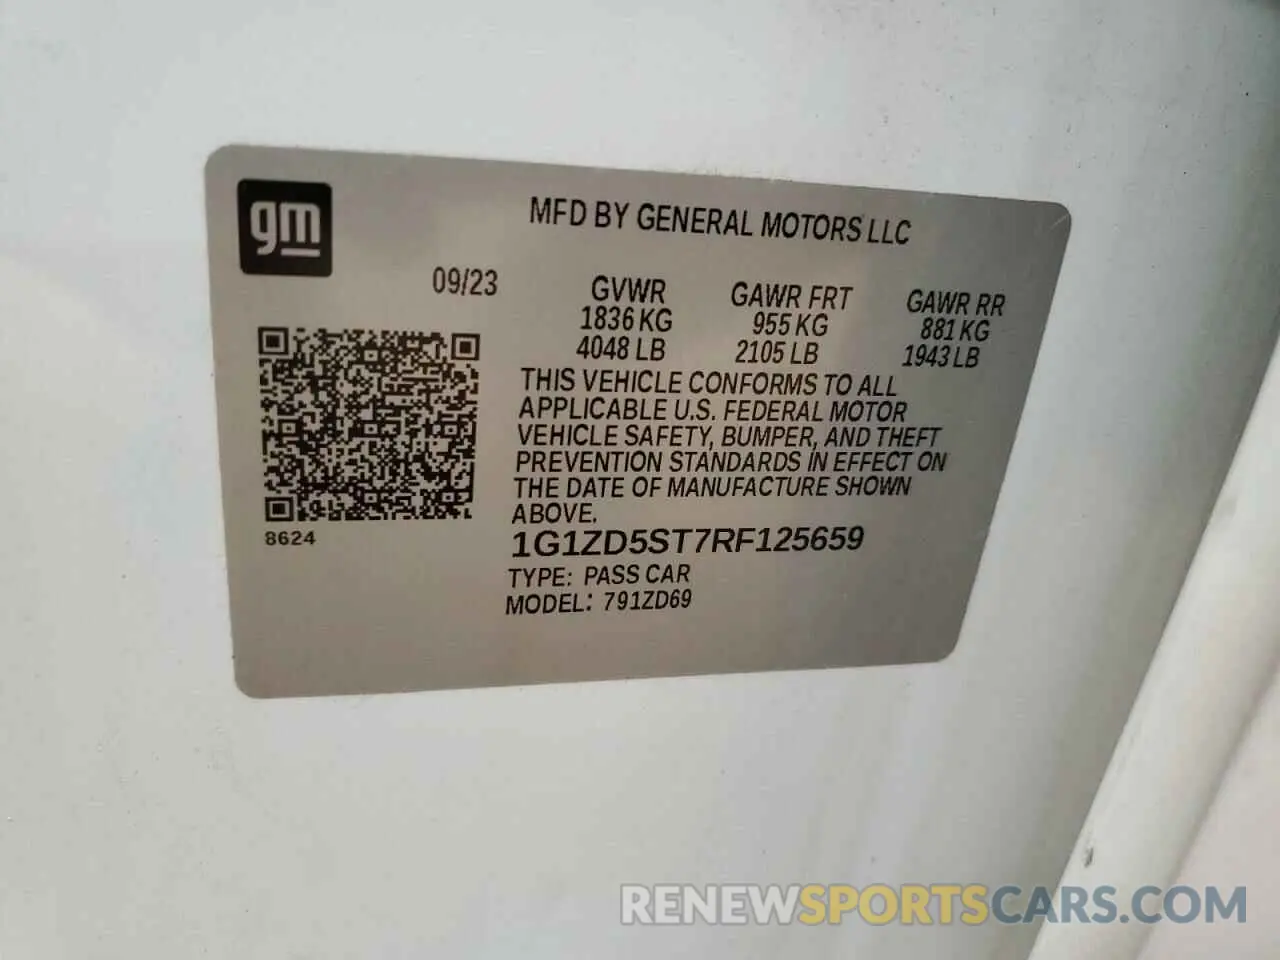 gm
MFD BY GENERAL MOTORS LLC
09/23
GVWR GAWR FRT GAWR RR
1836 KG 955 KG 881 KG
4048 LB 2105 LB 1943 LB
THIS VEHICLE CONFORMS TO ALL
APPLICABLE U.S. FEDERAL MOTOR
VEHICLE SAFETY, BUMPER, AND THEFT
PREVENTION STANDARDS IN EFFECT ON
THE DATE OF MANUFACTURE SHOWN
ABOVE.
8624
1G1ZD5ST7RF125659
TYPE: PASS CAR
MODEL: 791ZD69
RENEWSPORTSCARS.COM